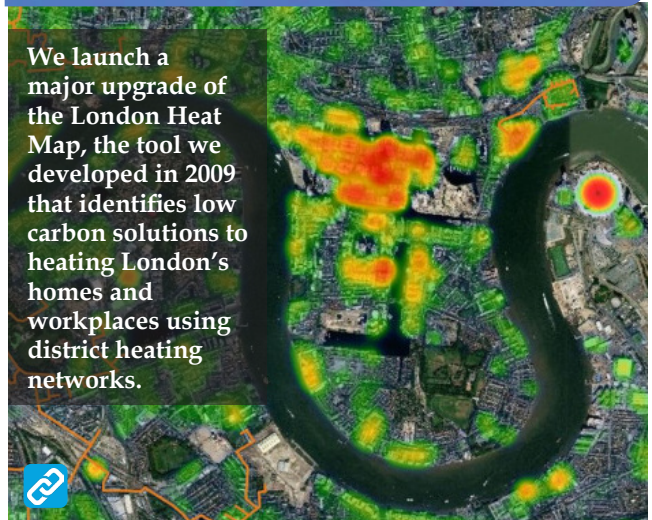 We launch a
major upgrade of
the London Heat
Map, the tool we
developed in 2009
that identifies low
carbon solutions to
heating London’s
homes and
workplaces using
district heating
networks.